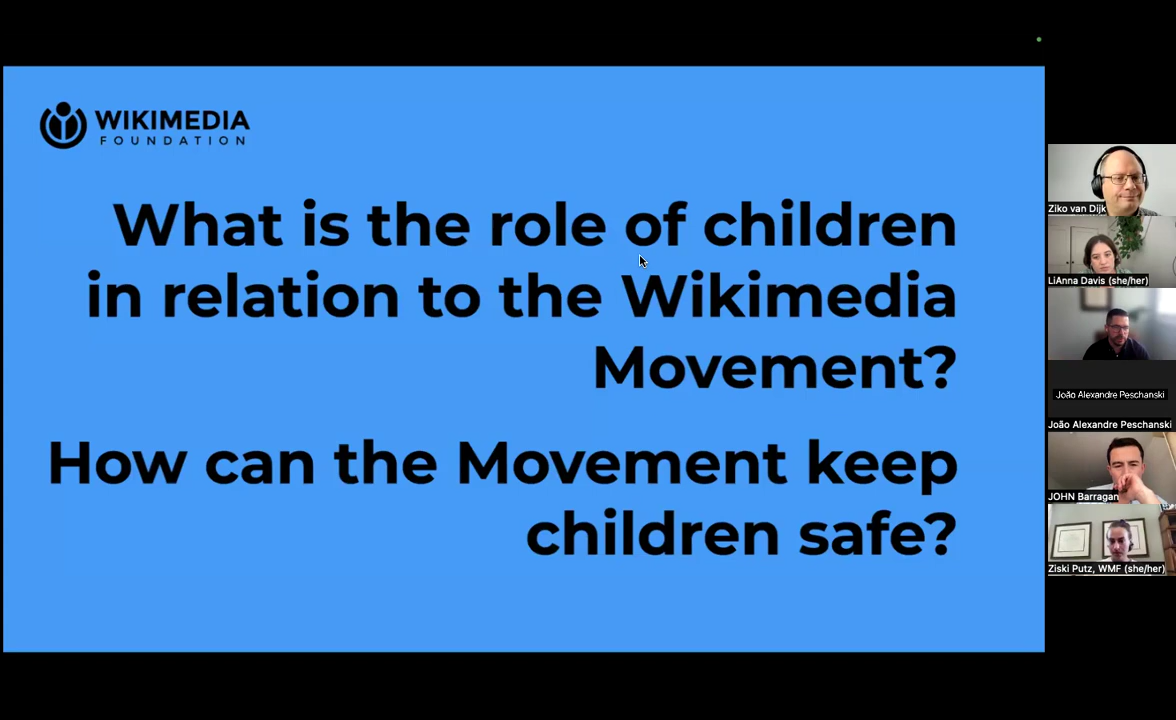 WIKIMEDIA
FOUNDATION
What is the role of children
in relation to the Wikimedia
Movement?
How can the Movement keep
children safe?
Ziko van Dijk
LiAnna Davis (she/her)
João Alexandre Peschanski
João Alexandre Peschanski
JOHN Barragan
Ziski Putz, WMF (she/her)